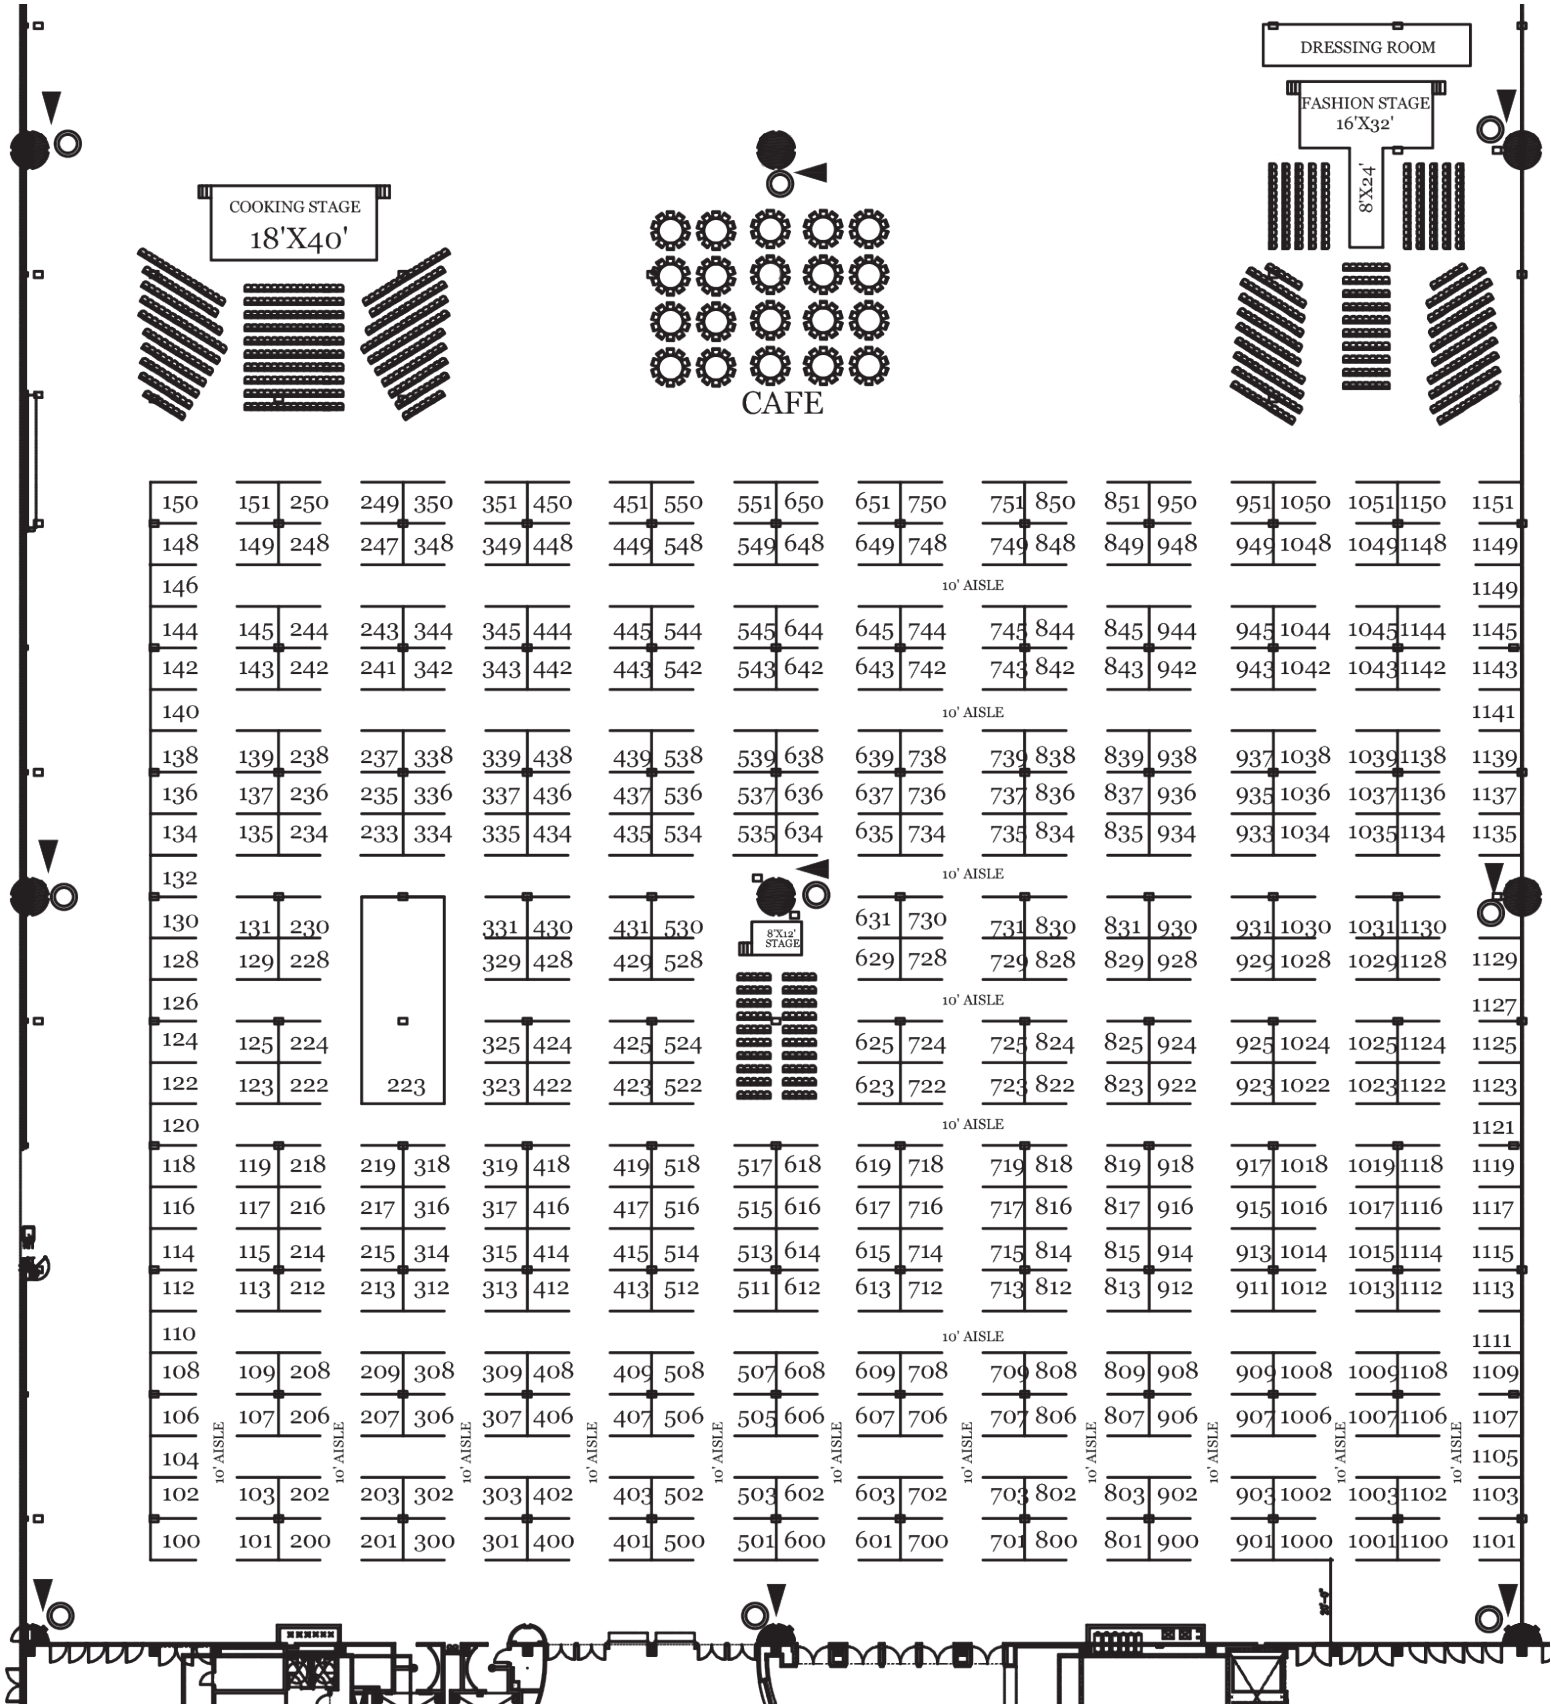 DRESSING ROOM
FASHION STAGE
16'X32'
8'X24'
COOKING STAGE
18'X40'
CAFE
150 151 250 249 350 351 450 451 550 551 650 651 750 751 850 851 950 951 1050 1051 1150 1151
148 149 248 247 348 349 448 449 548 549 648 649 748 749 848 849 948 949 1048 1049 1148 1149
146 10' AISLE 1149
144 145 244 243 344 345 444 445 544 545 644 645 744 745 844 845 944 945 1044 1045 1144 1145
142 143 242 241 342 343 442 443 542 543 642 643 742 743 842 843 942 943 1042 1043 1142 1143
140 10' AISLE 1141
138 139 238 237 338 339 438 439 538 539 638 639 738 739 838 839 938 937 1038 1039 1138 1139
136 137 236 235 336 337 436 437 536 537 636 637 736 737 836 837 936 935 1036 1037 1136 1137
134 135 234 233 334 335 434 435 534 535 634 635 734 735 834 835 934 933 1034 1035 1134 1135
132 10' AISLE
130 131 230 331 430 431 530 631 730 731 830 831 930 931 1030 1031 1130
8'X12'
STAGE
128 129 228 329 428 429 528 629 728 729 828 829 928 929 1028 1029 1128 1129
126 10' AISLE 1127
124 125 224 325 424 425 524 625 724 725 824 825 924 925 1024 1025 1124 1125
122 123 222 223 323 422 423 522 623 722 723 822 823 922 923 1022 1023 1122 1123
120 10' AISLE 1121
118 119 218 219 318 319 418 419 518 517 618 619 718 719 818 819 918 917 1018 1019 1118 1119
116 117 216 217 316 317 416 417 516 515 616 617 716 717 816 817 916 915 1016 1017 1116 1117
114 115 214 215 314 315 414 415 514 513 614 615 714 715 814 815 914 913 1014 1015 1114 1115
112 113 212 213 312 313 412 413 512 511 612 613 712 713 812 813 912 911 1012 1013 1112 1113
110 10' AISLE 1111
108 109 208 209 308 309 408 409 508 507 608 609 708 709 808 809 908 909 1008 1009 1108 1109
106 107 206 207 306 307 406 407 506 505 606 607 706 707 806 807 906 907 1006 1007 1106 1107
104 10' AISLE 10' AISLE 10' AISLE 10' AISLE 10' AISLE 10' AISLE 10' AISLE 10' AISLE 10' AISLE 10' AISLE 10' AISLE 1105
102 103 202 203 302 303 402 403 502 503 602 603 702 703 802 803 902 903 1002 1003 1102 1103
100 101 200 201 300 301 400 401 500 501 600 601 700 701 800 801 900 901 1000 1001 1100 1101